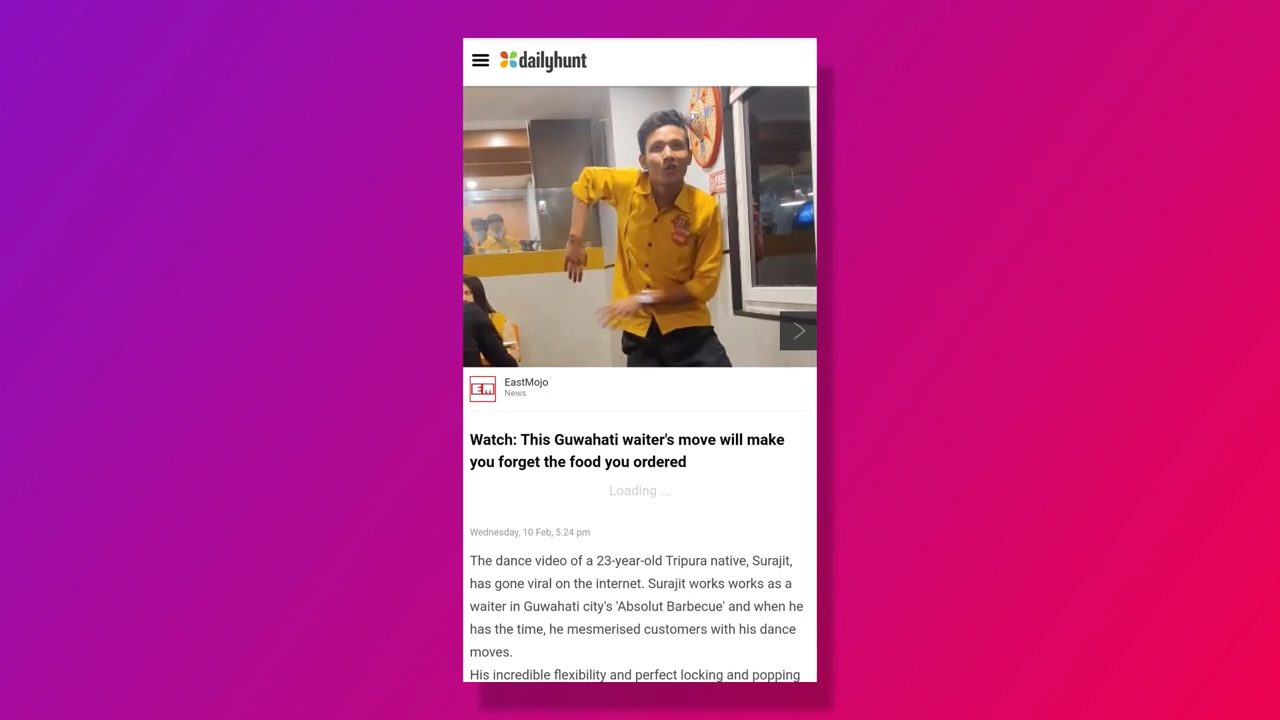 dailyhunt
EM
EastMojo
News
Watch: This Guwahati waiter's move will make
you forget the food you ordered
Loading ...
Wednesday, 10 Feb, 5.24 pm
The dance video of a 23-year-old Tripura native, Surajit,
has gone viral on the internet. Surajit works works as a
waiter in Guwahati city's 'Absolut Barbecue' and when he
has the time, he mesmerised customers with his dance
moves.
His incredible flexibility and perfect locking and popping